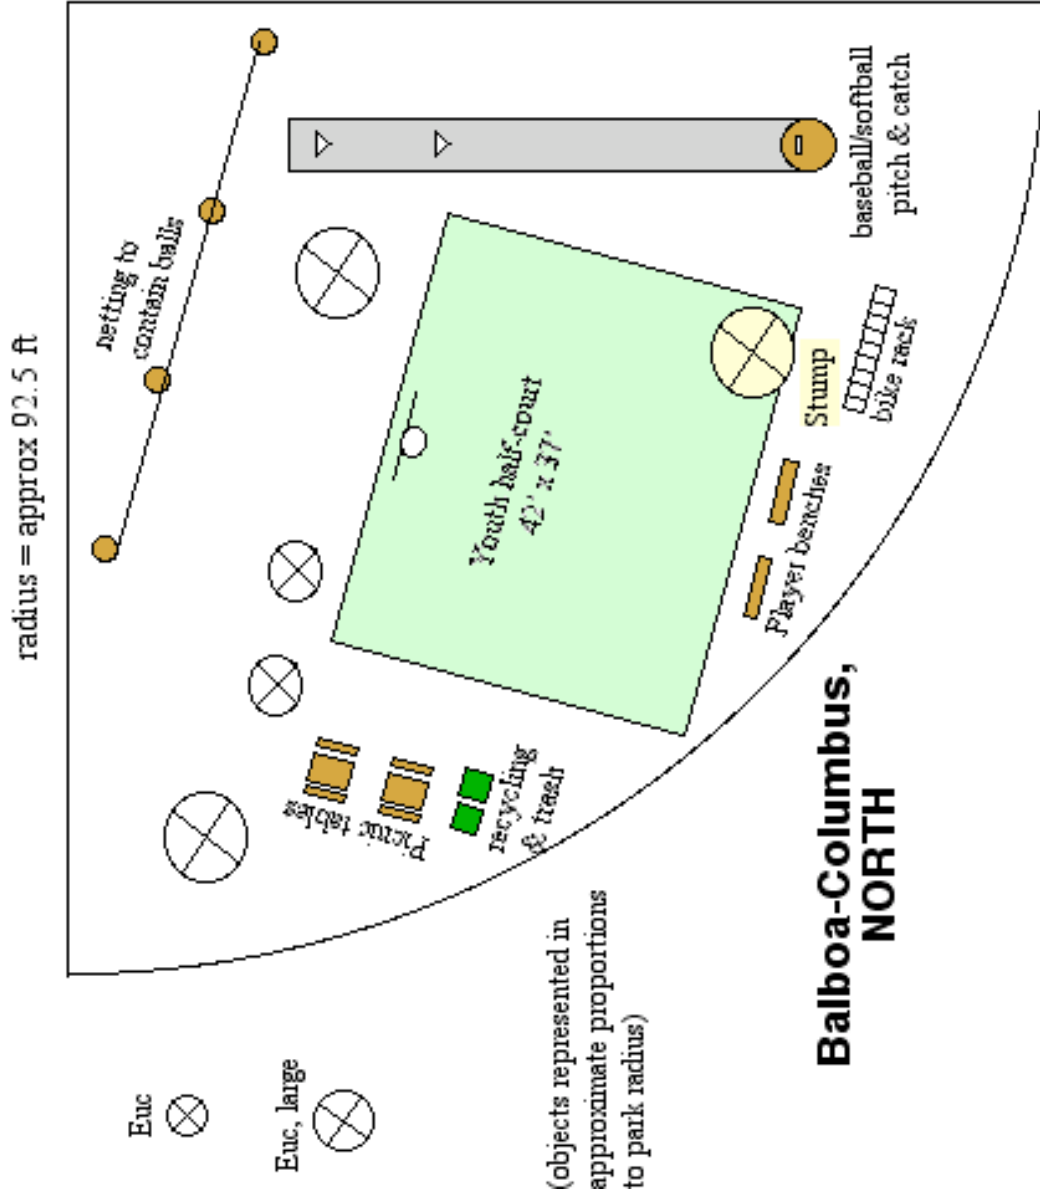 radius = approx 92.5 ft
netting to
contain balls
baseball/softball
pitch & catch
Youth half-court
42' x 37'
Stump
bike rack
Player benches
Picnic tables
recycling
& trash
Balboa-Columbus,
NORTH
Euc
Euc, large
(objects represented in
approximate proportions
to park radius)